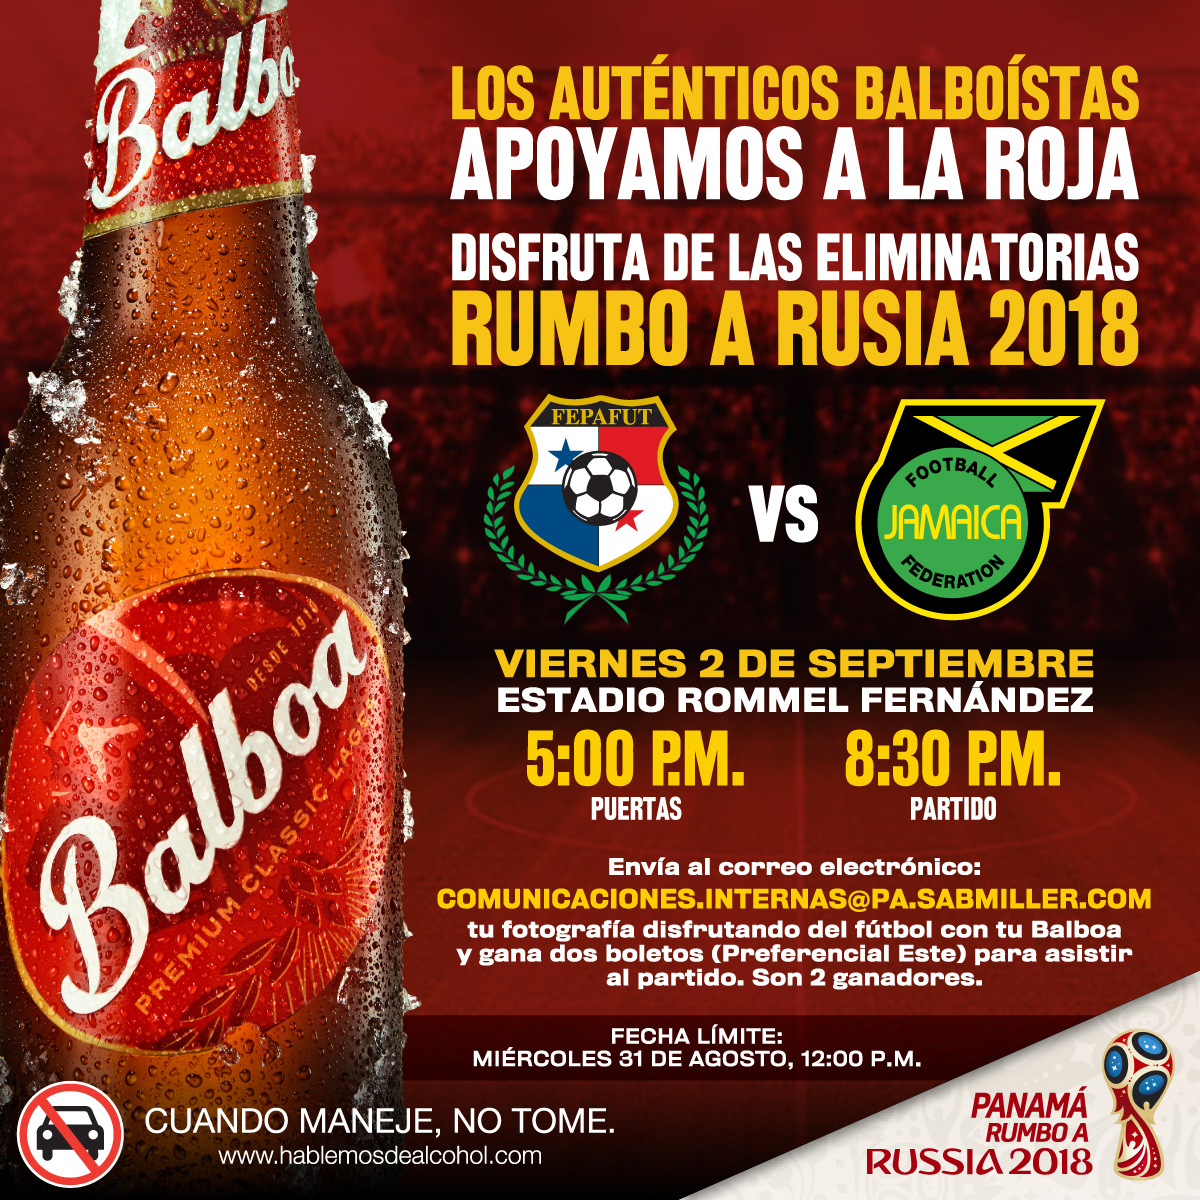 Balboa
LOS AUTÉNTICOS BALBOÍSTAS
APOYAMOS A LA ROJA
DISFRUTA DE LAS ELIMINATORIAS
RUMBO A RUSIA 2018
FEPAFUT
VS
FOOTBALL
JAMAICA
FEDERATION
DESDE 1910
Balboa
PREMIUM CLASSIC LAGER
VIERNES 2 DE SEPTIEMBRE
ESTADIO ROMMEL FERNÁNDEZ
5:00 P.M. 8:30 P.M.
PUERTAS PARTIDO
Envía al correo electrónico:
COMUNICACIONES.INTERNAS@PA.SABMILLER.COM
tu fotografía disfrutando del fútbol con tu Balboa
y gana dos boletos (Preferencial Este) para asistir
al partido. Son 2 ganadores.
FECHA LÍMITE:
MIÉRCOLES 31 DE AGOSTO, 12:00 P.M.
CUANDO MANEJE, NO TOME.
www.hablemosdealcohol.com
PANAMÁ
RUMBO A
RUSSIA 2018